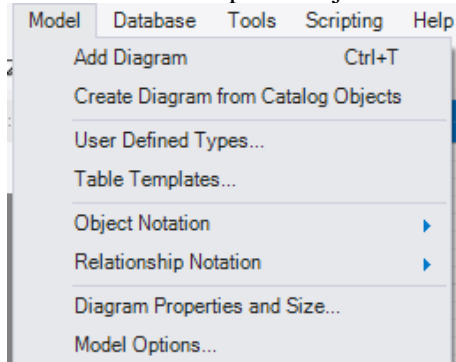 Model Database Tools Scripting Help
Add Diagram Ctrl+T
Create Diagram from Catalog Objects
User Defined Types...
Table Templates...
Object Notation
Relationship Notation
Diagram Properties and Size...
Model Options...